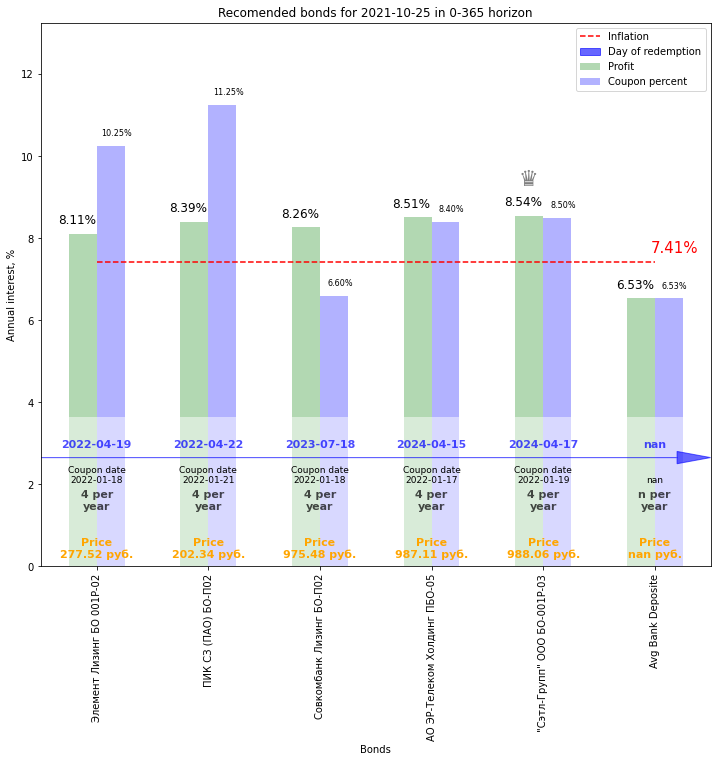 Recomended bonds for 2021-10-25 in 0-365 horizon
Inflation
Day of redemption
Profit
Coupon percent
Annual interest, %
12
10
8
6
4
2
0
8.11%
10.25%
8.39%
11.25%
8.26%
6.60%
8.51%
8.40%
8.54%
8.50%
7.41%
6.53%
6.53%
2022-04-19
2022-04-22
2023-07-18
2024-04-15
2024-04-17
nan
Coupon date
2022-01-18
4 per
year
Price
277.52 руб.
Coupon date
2022-01-21
4 per
year
Price
202.34 руб.
Coupon date
2022-01-18
4 per
year
Price
975.48 руб.
Coupon date
2022-01-17
4 per
year
Price
987.11 руб.
Coupon date
2022-01-19
4 per
year
Price
988.06 руб.
nan
n per
year
Price
nan руб.
Элемент Лизинг БО 001P-02
ПИК СЗ (ПАО) БО-П02
Совкомбанк Лизинг БО-П02
АО ЭР-Телеком Холдинг ПБО-05
"Сэтл-Групп" ООО БО-001P-03
Avg Bank Deposite
Bonds